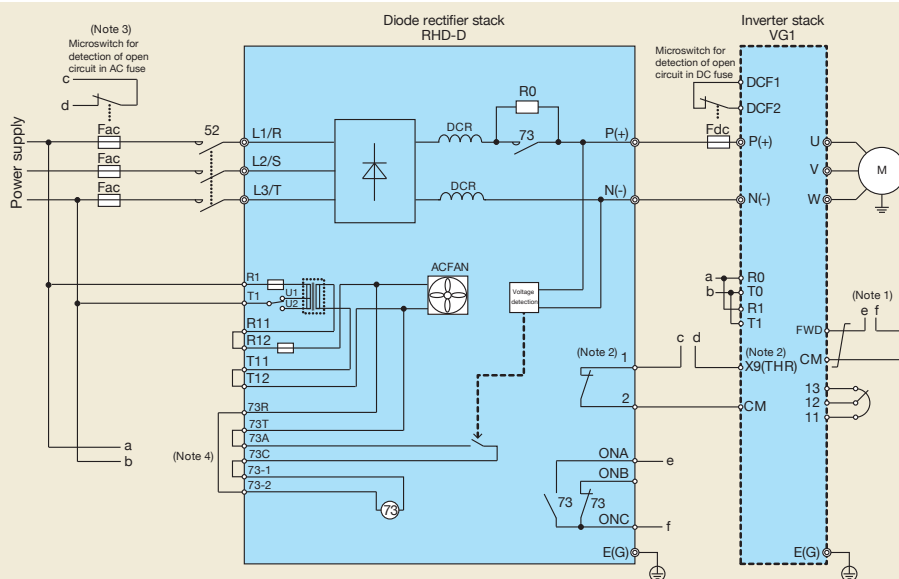 Diode rectifier stack
RHD-D
Inverter stack
VG1
(Note 3)
Microswitch for
detection of open
circuit in AC fuse
c
d
Microswitch for
detection of open
circuit in DC fuse
DCF1
DCF2
Power supply
Fac
Fac
Fac
52
L1/R
L2/S
L3/T
DCR
DCR
R0
73
P(+)
N(-)
Fdc
P(+)
N(-)
U
V
W
M
R1
T1
U1
U2
R11
R12
T11
T12
ACFAN
Voltage
detection
73R
73T
73A
73C
73-1
73-2
73
(Note 4)
a
b
(Note 2)
1
2
c
d
ONA
ONB
ONC
73
73
e
f
E(G)
a
b
R0
T0
R1
T1
(Note 1)
e
f
FWD
CM
(Note 2)
X9(THR)
CM
13
12
11
E(G)